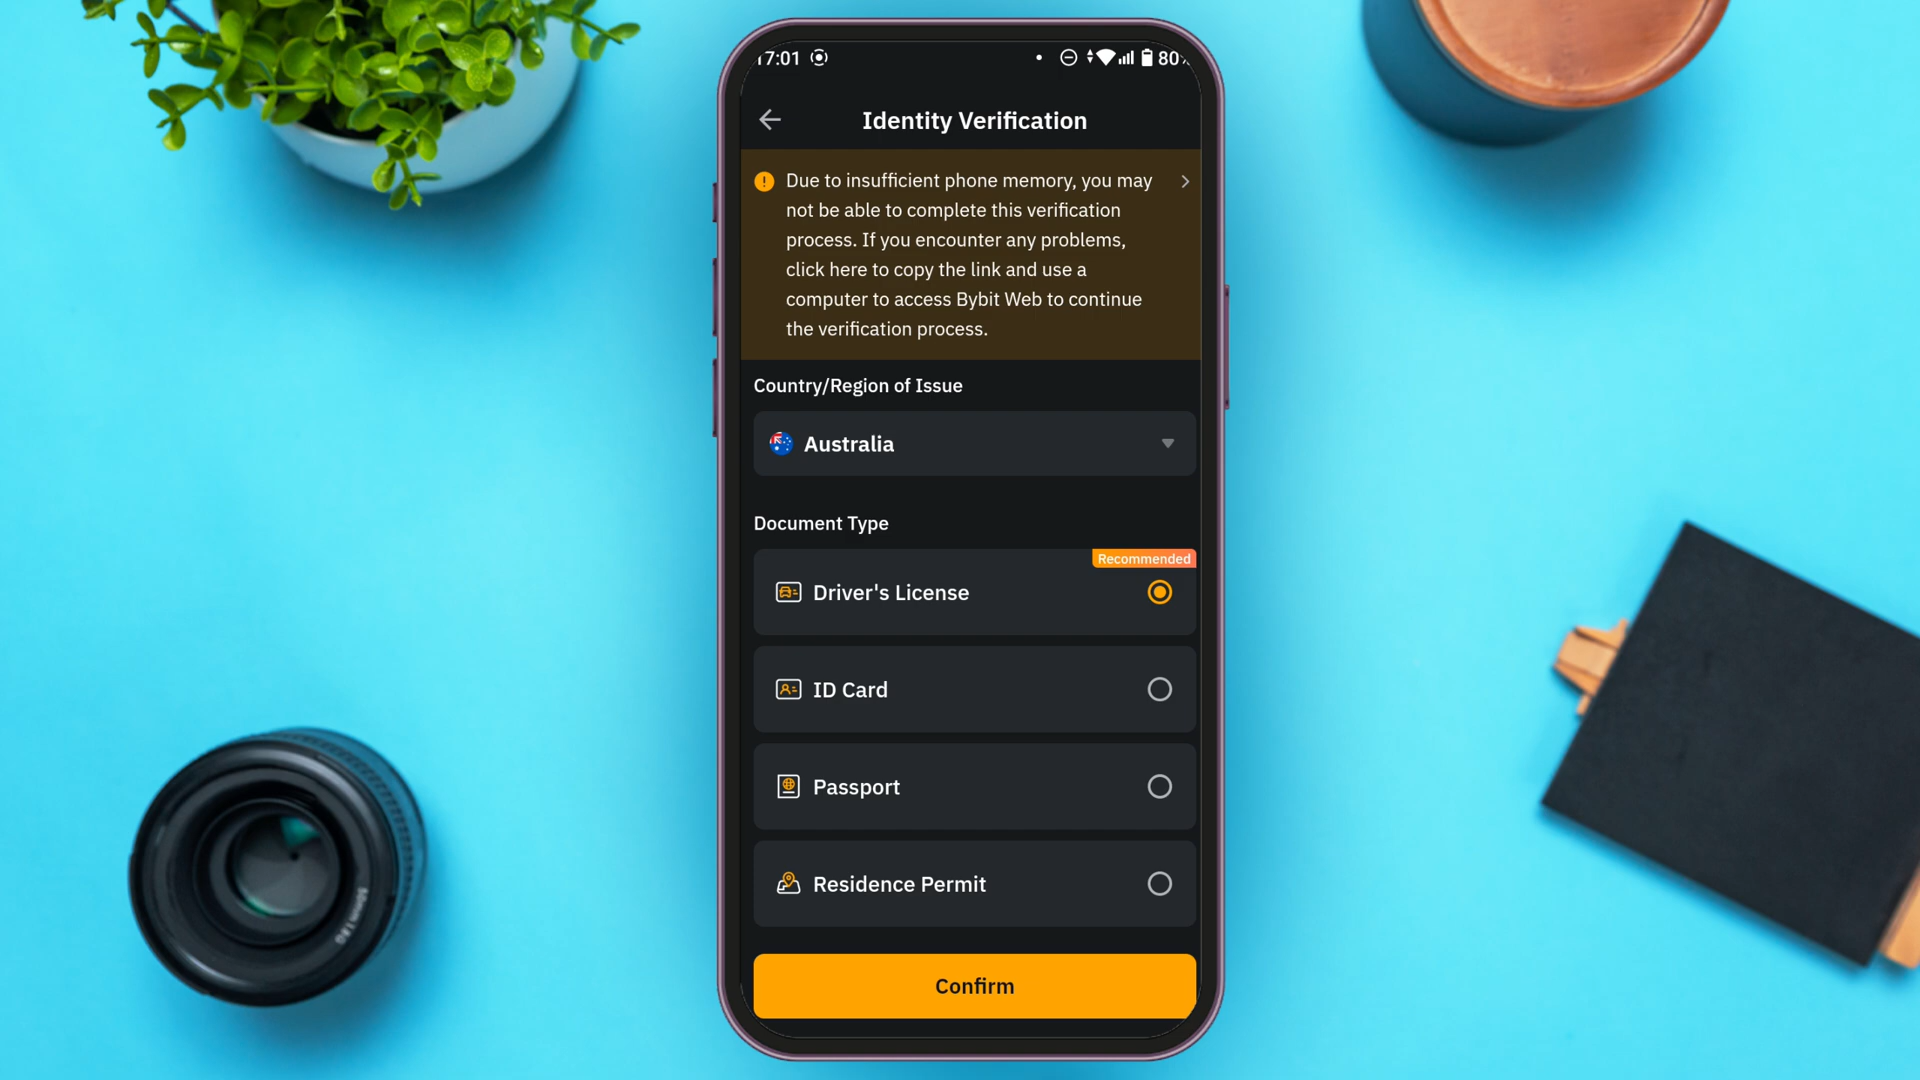 17:01 80%
Identity Verification
Due to insufficient phone memory, you may
not be able to complete this verification
process. If you encounter any problems,
click here to copy the link and use a
computer to access Bybit Web to continue
the verification process.
Country/Region of Issue
Australia
Document Type
Recommended
Driver's License
ID Card
Passport
Residence Permit
Confirm